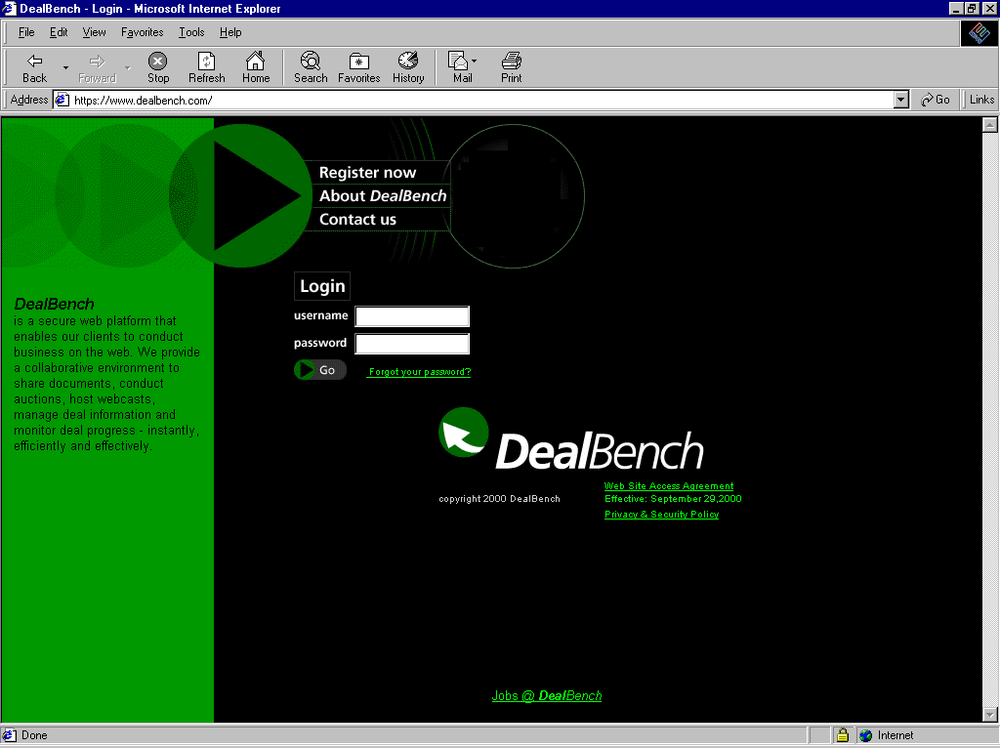 DealBench - Login - Microsoft Internet Explorer
File Edit View Favorites Tools Help
Back Forward Stop Refresh Home Search Favorites History Mail Print
Address https://www.dealbench.com/ Go Links
Register now
About DealBench
Contact us
Login
username
password
Go Forgot your password?
DealBench
is a secure web platform that
enables our clients to conduct
business on the web. We provide
a collaborative environment to
share documents, conduct
auctions, host webcasts,
manage deal information and
monitor deal progress - instantly,
efficiently and effectively.
DealBench
copyright 2000 DealBench
Web Site Access Agreement
Effective: September 29,2000
Privacy & Security Policy
Jobs @ DealBench
Done Internet